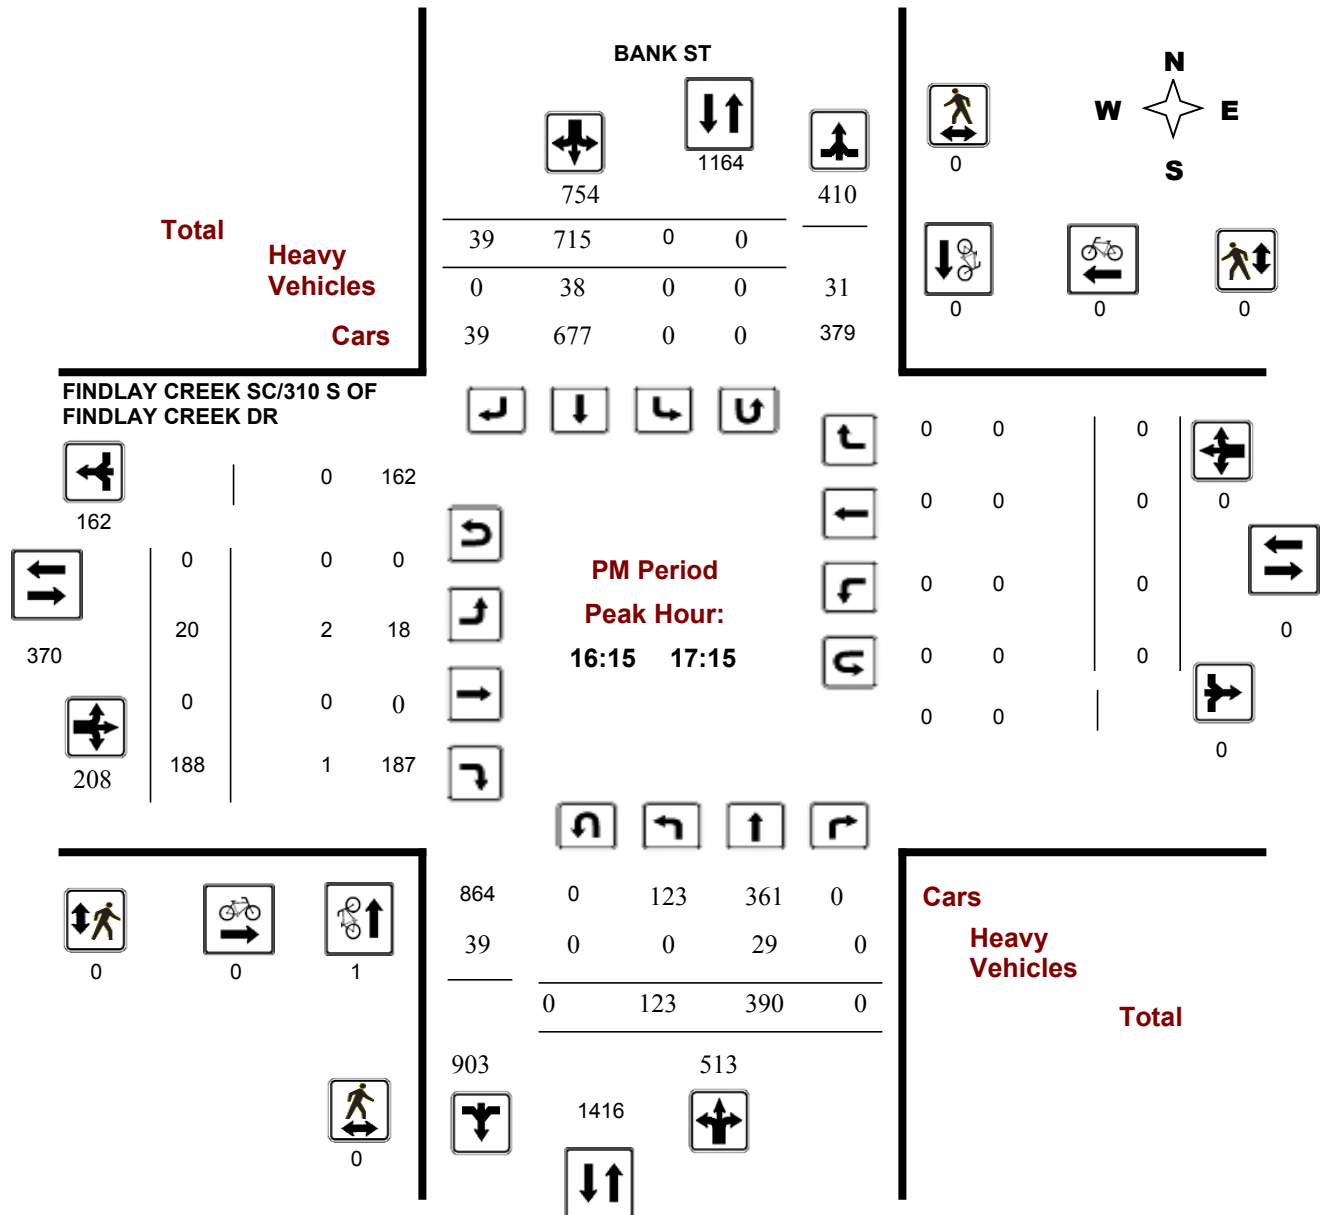 BANK ST
N
W E
S
1164
0
754
410
Total
39 715 0 0
Heavy
Vehicles
0 38 0 0 31
0 0 0
Cars
39 677 0 0 379
FINDLAY CREEK SC/310 S OF
FINDLAY CREEK DR
0 0 0
0 162
162
0 0 0 0
0 0 0
PM Period
0 0 0
Peak Hour:
20 2 18
0
370
16:15 17:15
0 0 0
0 0 0
0 0
208
188 1 187
0
864 0 123 361 0
Cars
39 0 0 29 0
Heavy
Vehicles
0 0 1
0 123 390 0
Total
903 513
1416
0